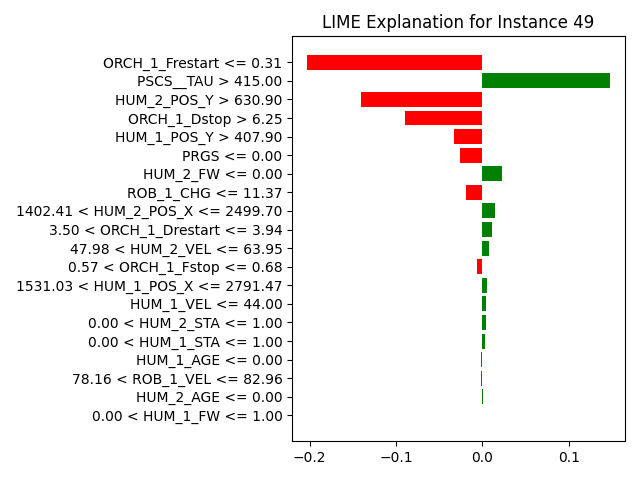 LIME Explanation for Instance 49
ORCH_1_Frestart <= 0.31
PSCS__TAU > 415.00
HUM_2_POS_Y > 630.90
ORCH_1_Dstop > 6.25
HUM_1_POS_Y > 407.90
PRGS <= 0.00
HUM_2_FW <= 0.00
ROB_1_CHG <= 11.37
1402.41 < HUM_2_POS_X <= 2499.70
3.50 < ORCH_1_Drestart <= 3.94
47.98 < HUM_2_VEL <= 63.95
0.57 < ORCH_1_Fstop <= 0.68
1531.03 < HUM_1_POS_X <= 2791.47
HUM_1_VEL <= 44.00
0.00 < HUM_2_STA <= 1.00
0.00 < HUM_1_STA <= 1.00
HUM_1_AGE <= 0.00
78.16 < ROB_1_VEL <= 82.96
HUM_2_AGE <= 0.00
0.00 < HUM_1_FW <= 1.00
−0.2 −0.1 0.0 0.1